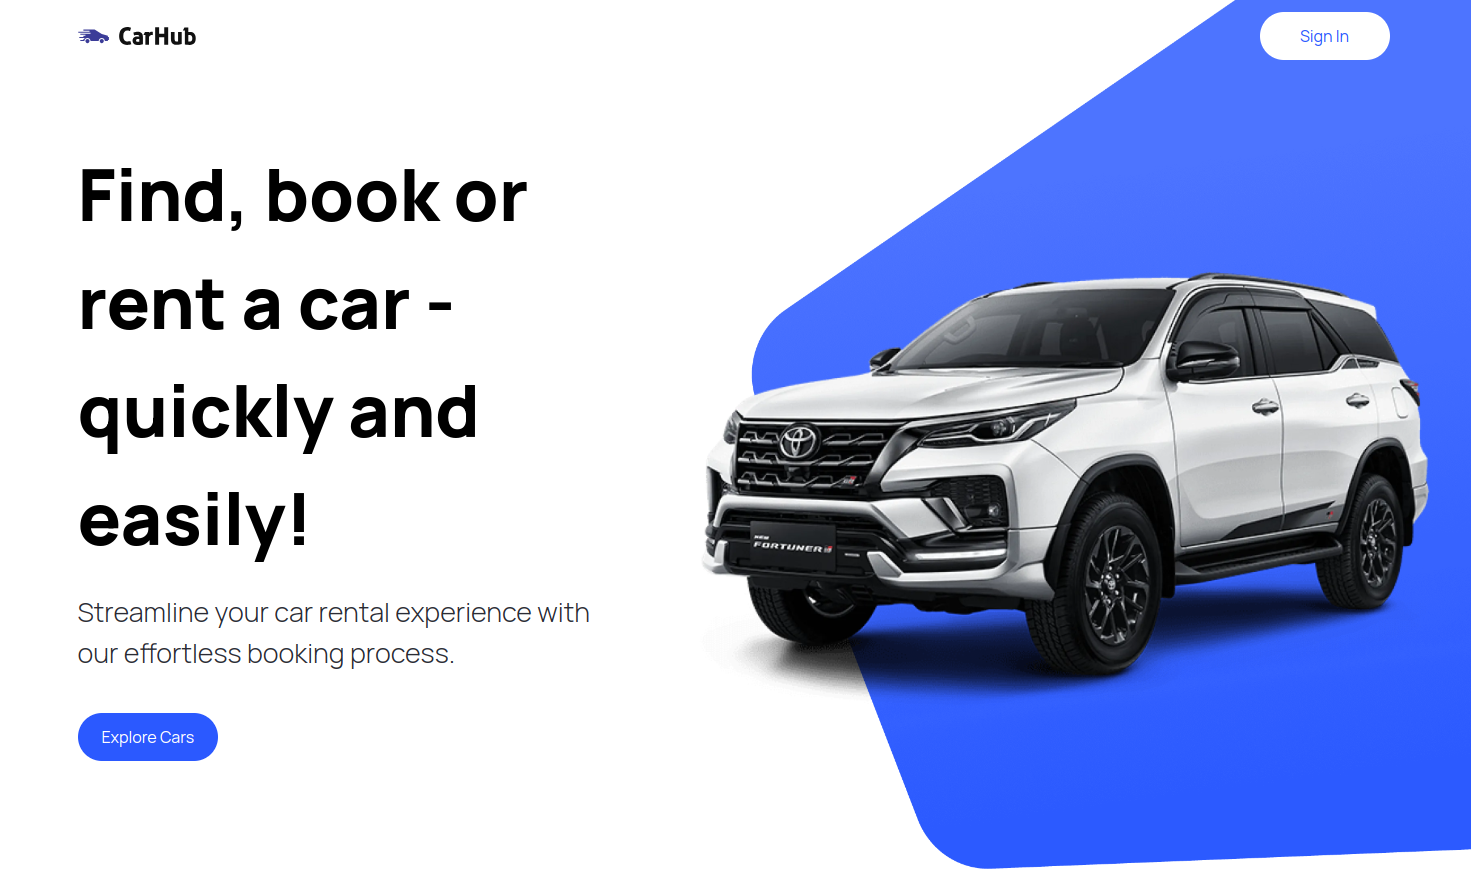 CarHub
Sign In
Find, book or
rent a car -
quickly and
easily!
Streamline your car rental experience with
our effortless booking process.
Explore Cars
NEW
FORTUNER